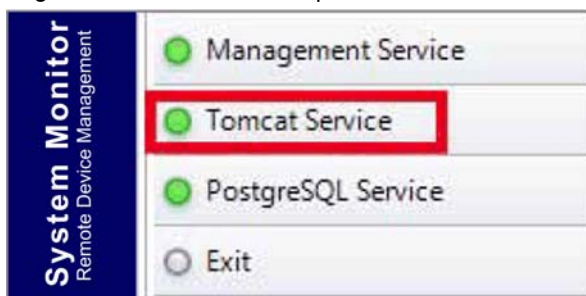 System Monitor
Remote Device Management
Management Service
Tomcat Service
PostgreSQL Service
Exit